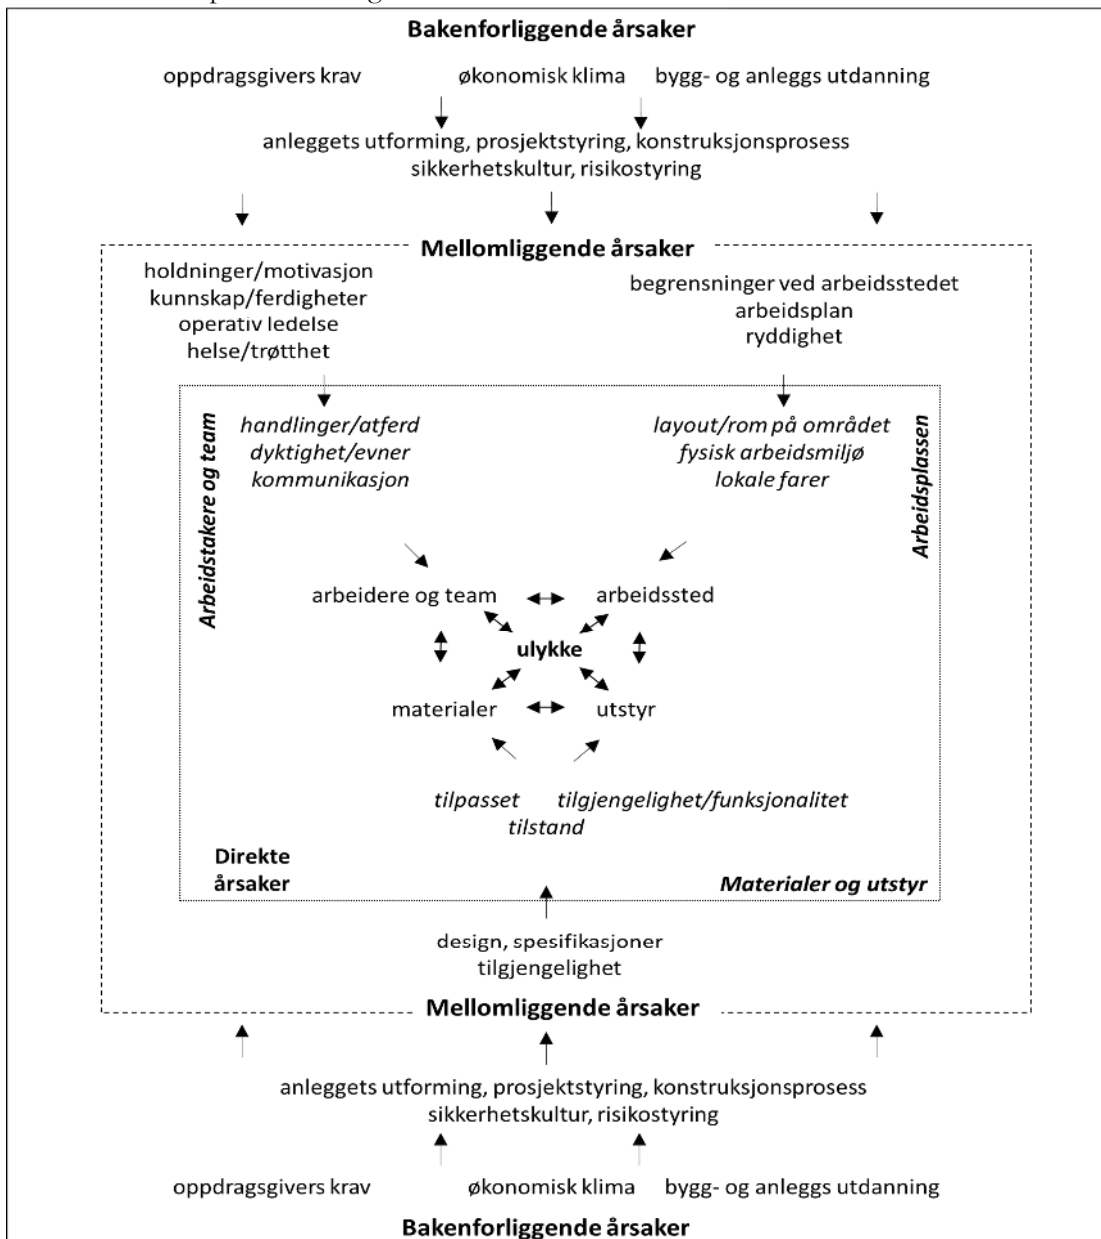 Bakenforliggende årsaker
oppdragsgivers krav økonomisk klima bygg- og anleggs utdanning
anleggets utforming, prosjektstyring, konstruksjonsprosess
sikkerhetskultur, risikostyring
Mellomliggende årsaker
holdninger/motivasjon
kunnskap/ferdigheter
operativ ledelse
helse/trøtthet
begrensninger ved arbeidsstedet
arbeidsplan
ryddighet
Arbeidstakere og team
handlinger/atferd
dyktighet/evner
kommunikasjon
layout/rom på området
fysisk arbeidsmiljø
lokale farer
Arbeidsplassen
arbeidere og team arbeidssted
ulykke
materialer utstyr
tilpasset tilgjengelighet/funksjonalitet
tilstand
Direkte
årsaker
Materialer og utstyr
design, spesifikasjoner
tilgjengelighet
Mellomliggende årsaker
anleggets utforming, prosjektstyring, konstruksjonsprosess
sikkerhetskultur, risikostyring
oppdragsgivers krav økonomisk klima bygg- og anleggs utdanning
Bakenforliggende årsaker